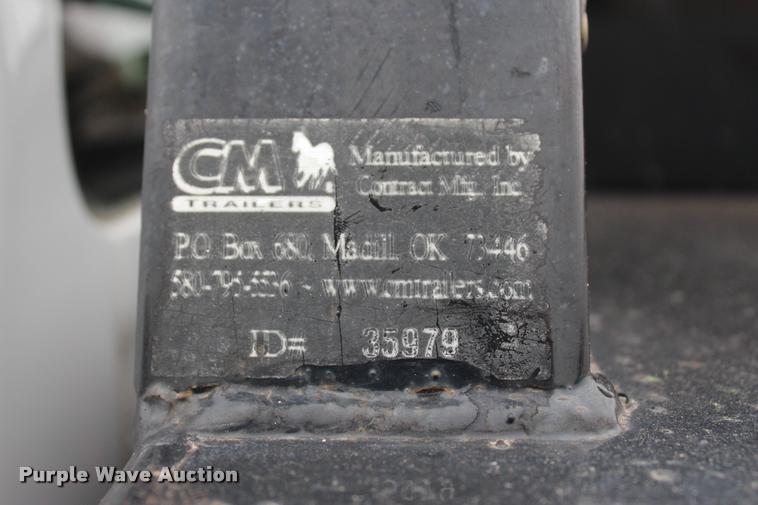 CM
TRAILERS
Manufactured by
Contract Mfg. Inc
P.O. Box 680, Madill, OK 73446
580-795-5536 - www.cmtrailers.com
ID# 35979
Purple Wave Auction